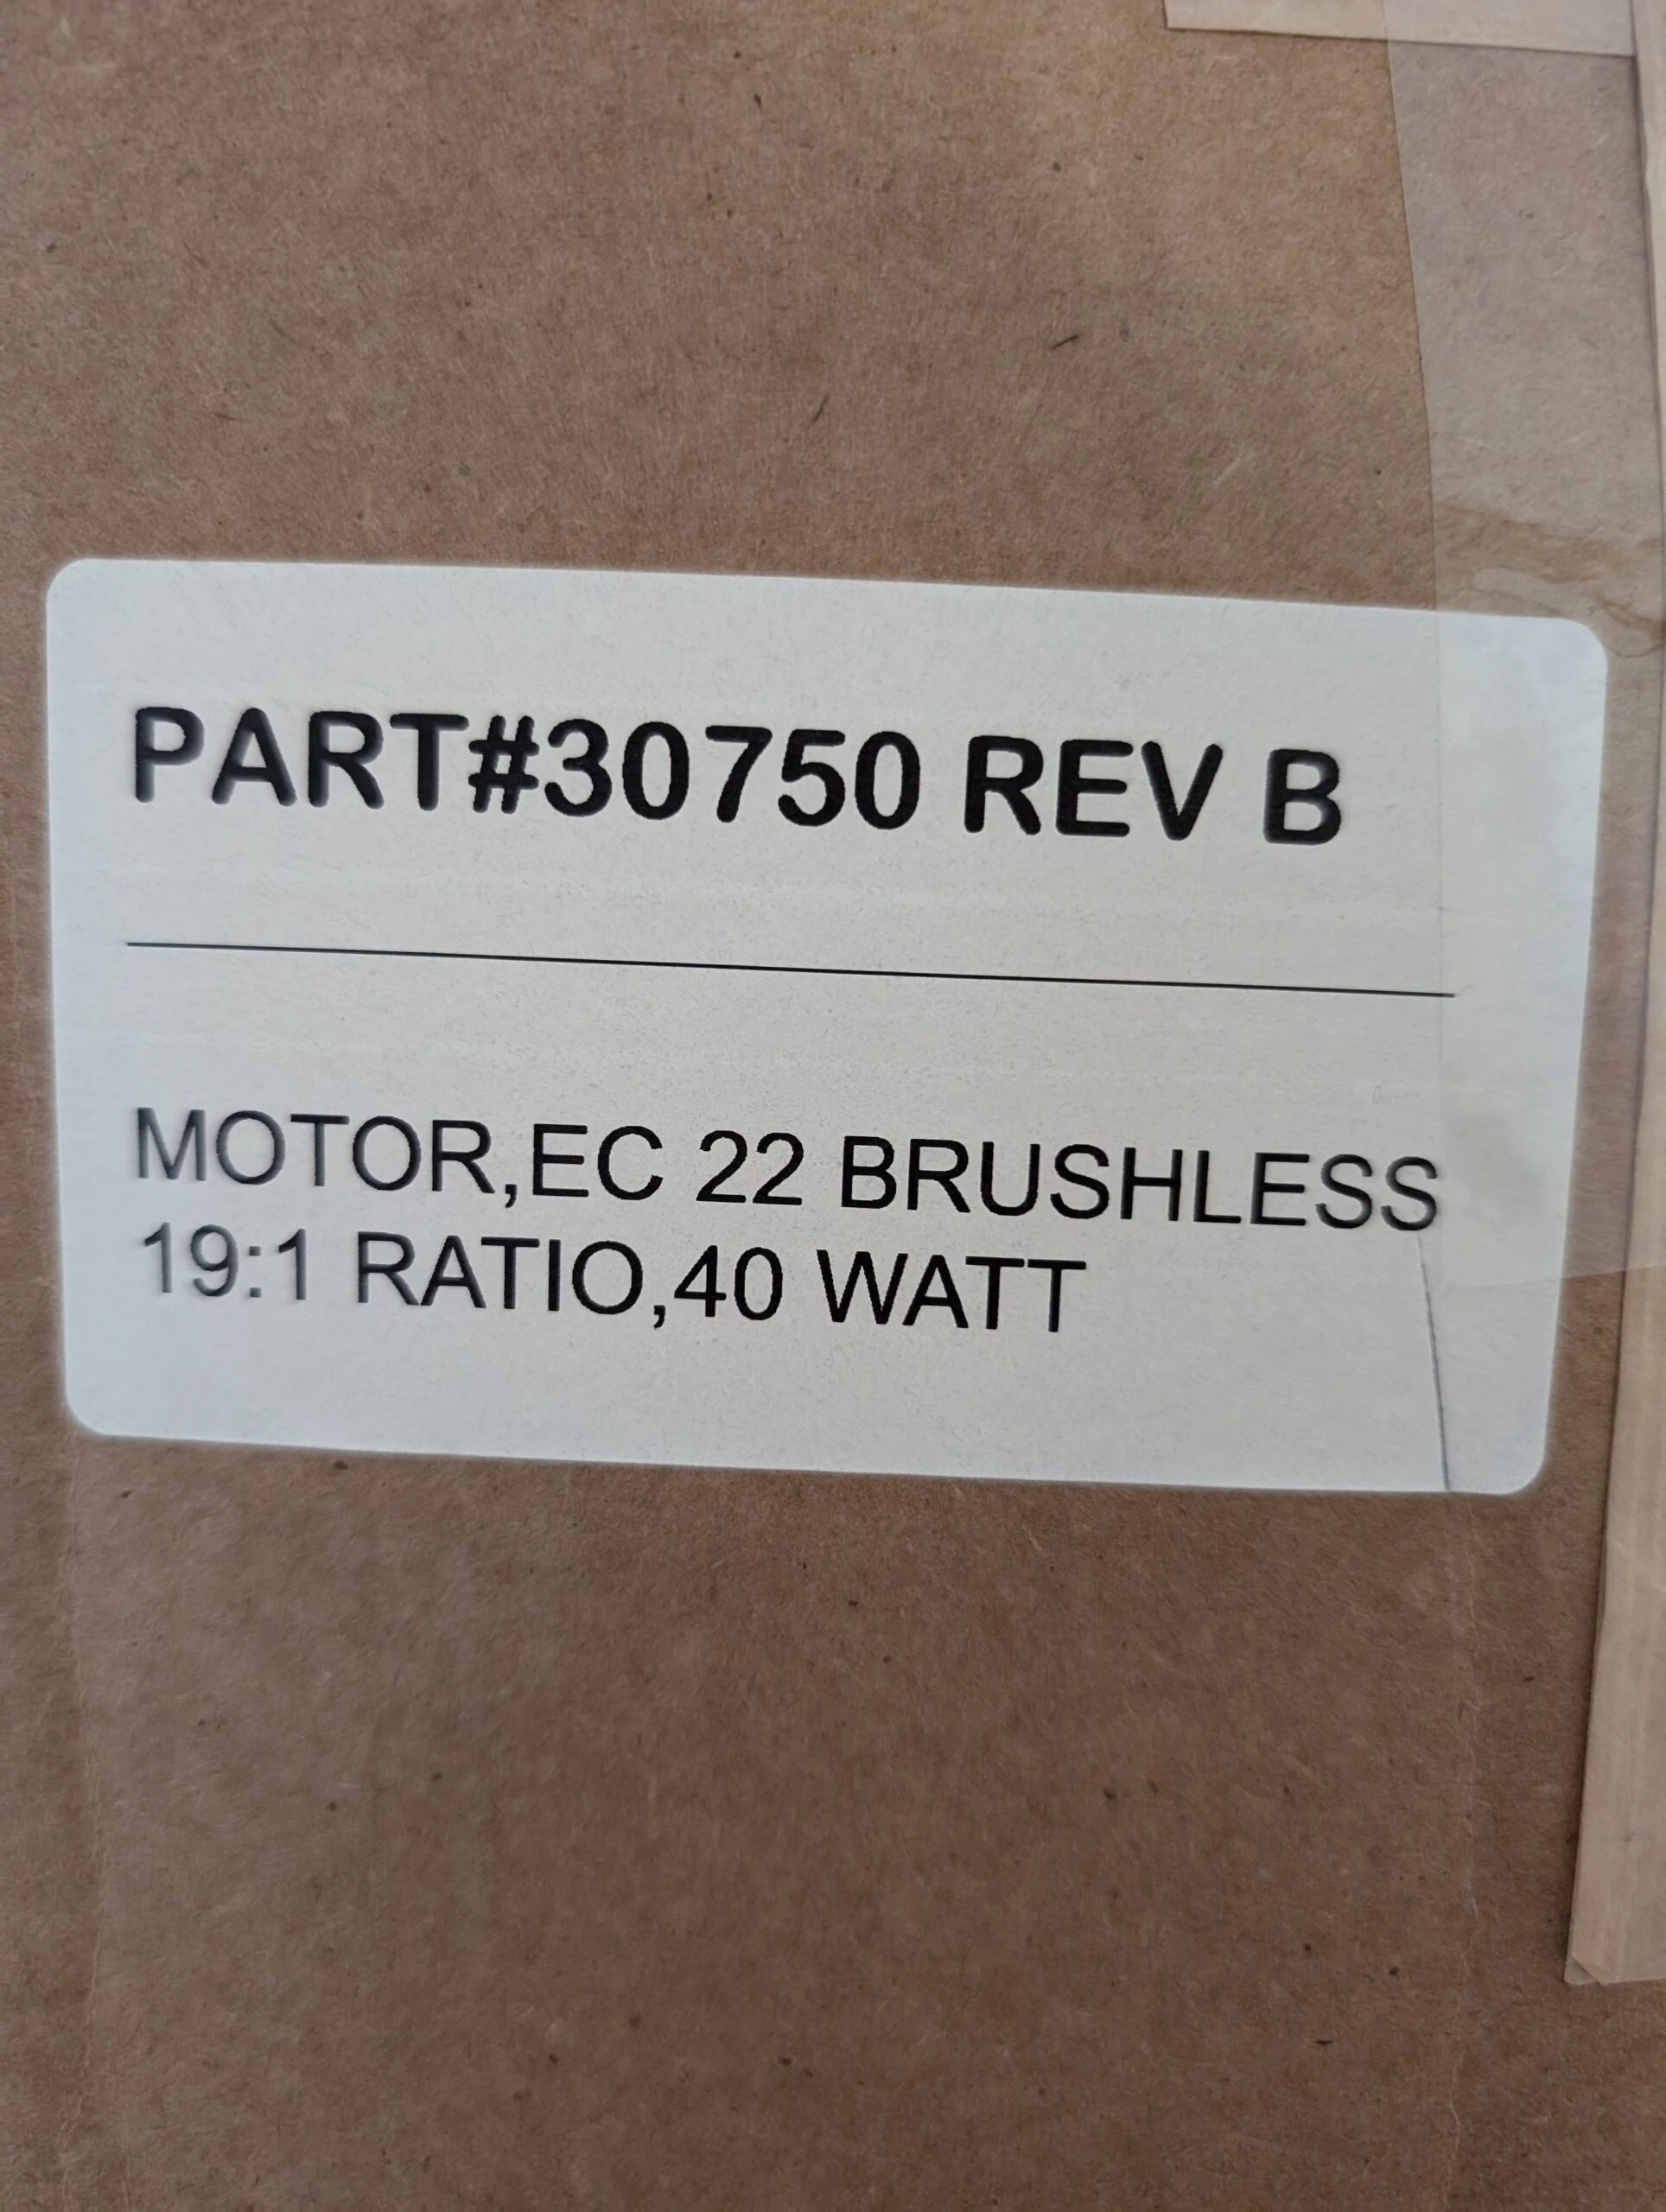 PART#30750 REV B
MOTOR,EC 22 BRUSHLESS
19:1 RATIO,40 WATT